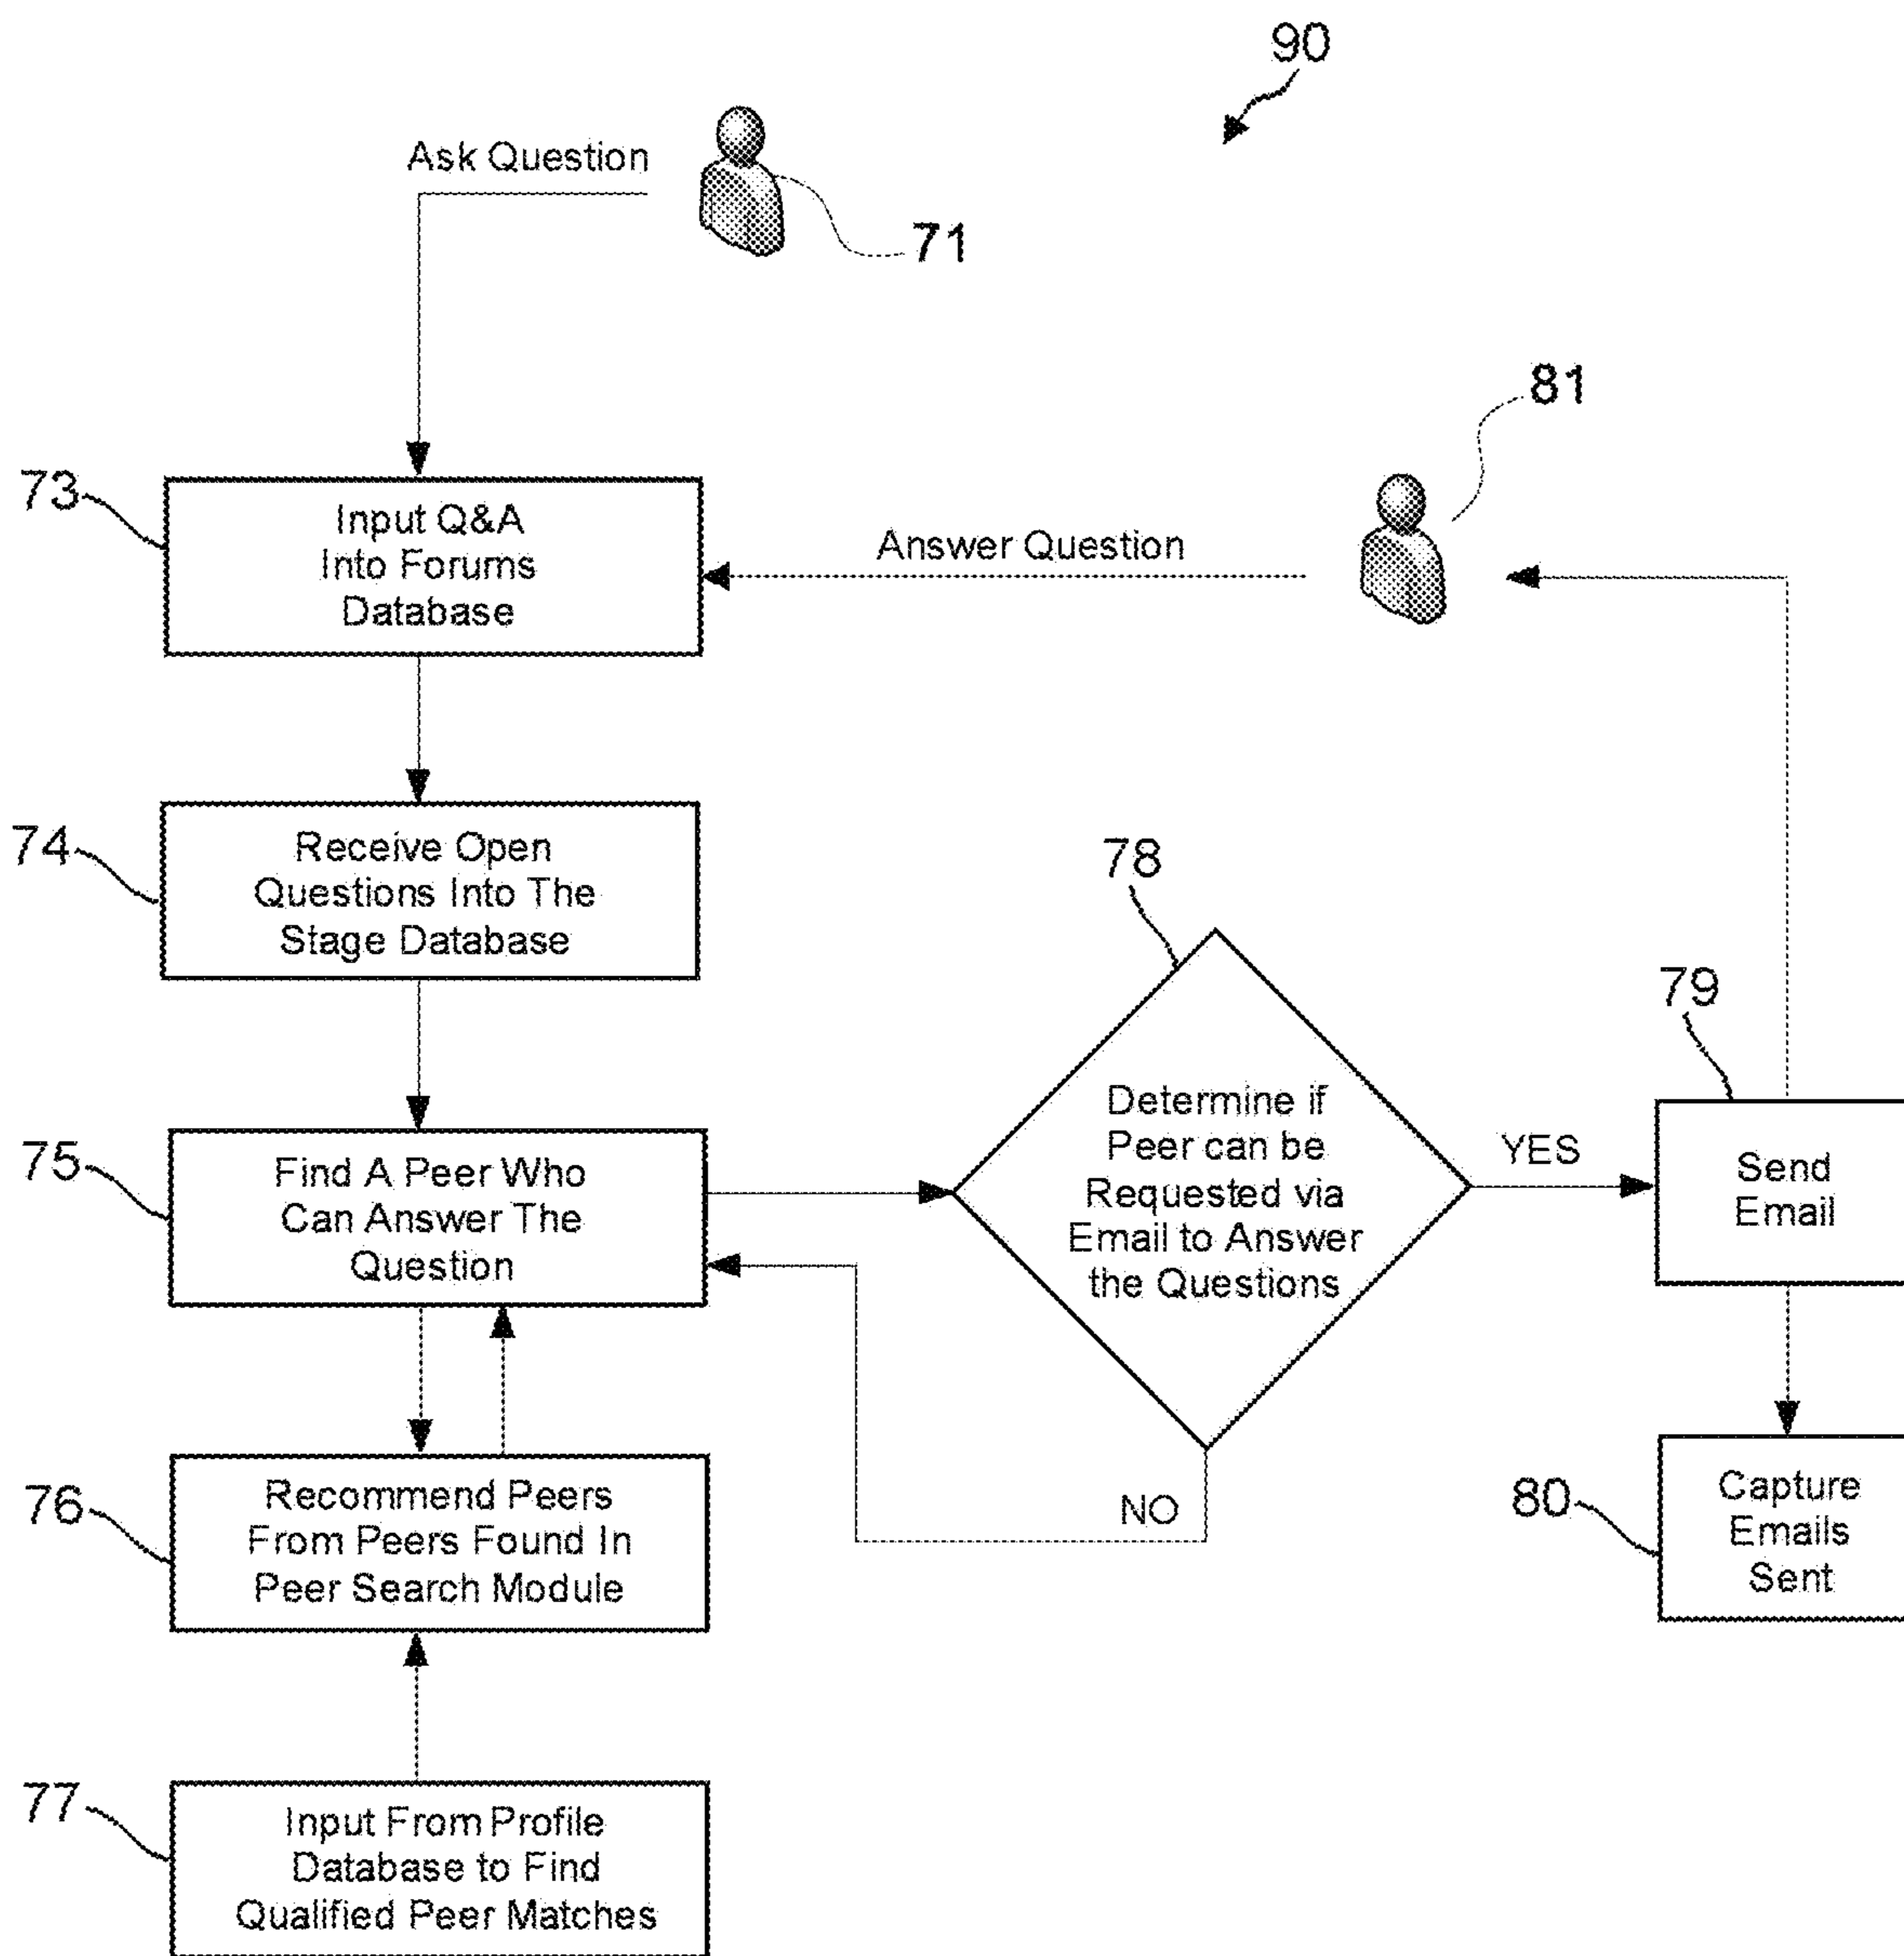 90
Ask Question
71
81
73
Input Q&A
Into Forums
Database
Answer Question
74
Receive Open
Questions Into The
Stage Database
78
79
75
Find A Peer Who
Can Answer The
Question
Determine if
Peer can be
Requested via
Email to Answer
the Questions
YES
Send
Email
NO
76
Recommend Peers
From Peers Found In
Peer Search Module
80
Capture
Emails
Sent
77
Input From Profile
Database to Find
Qualified Peer Matches